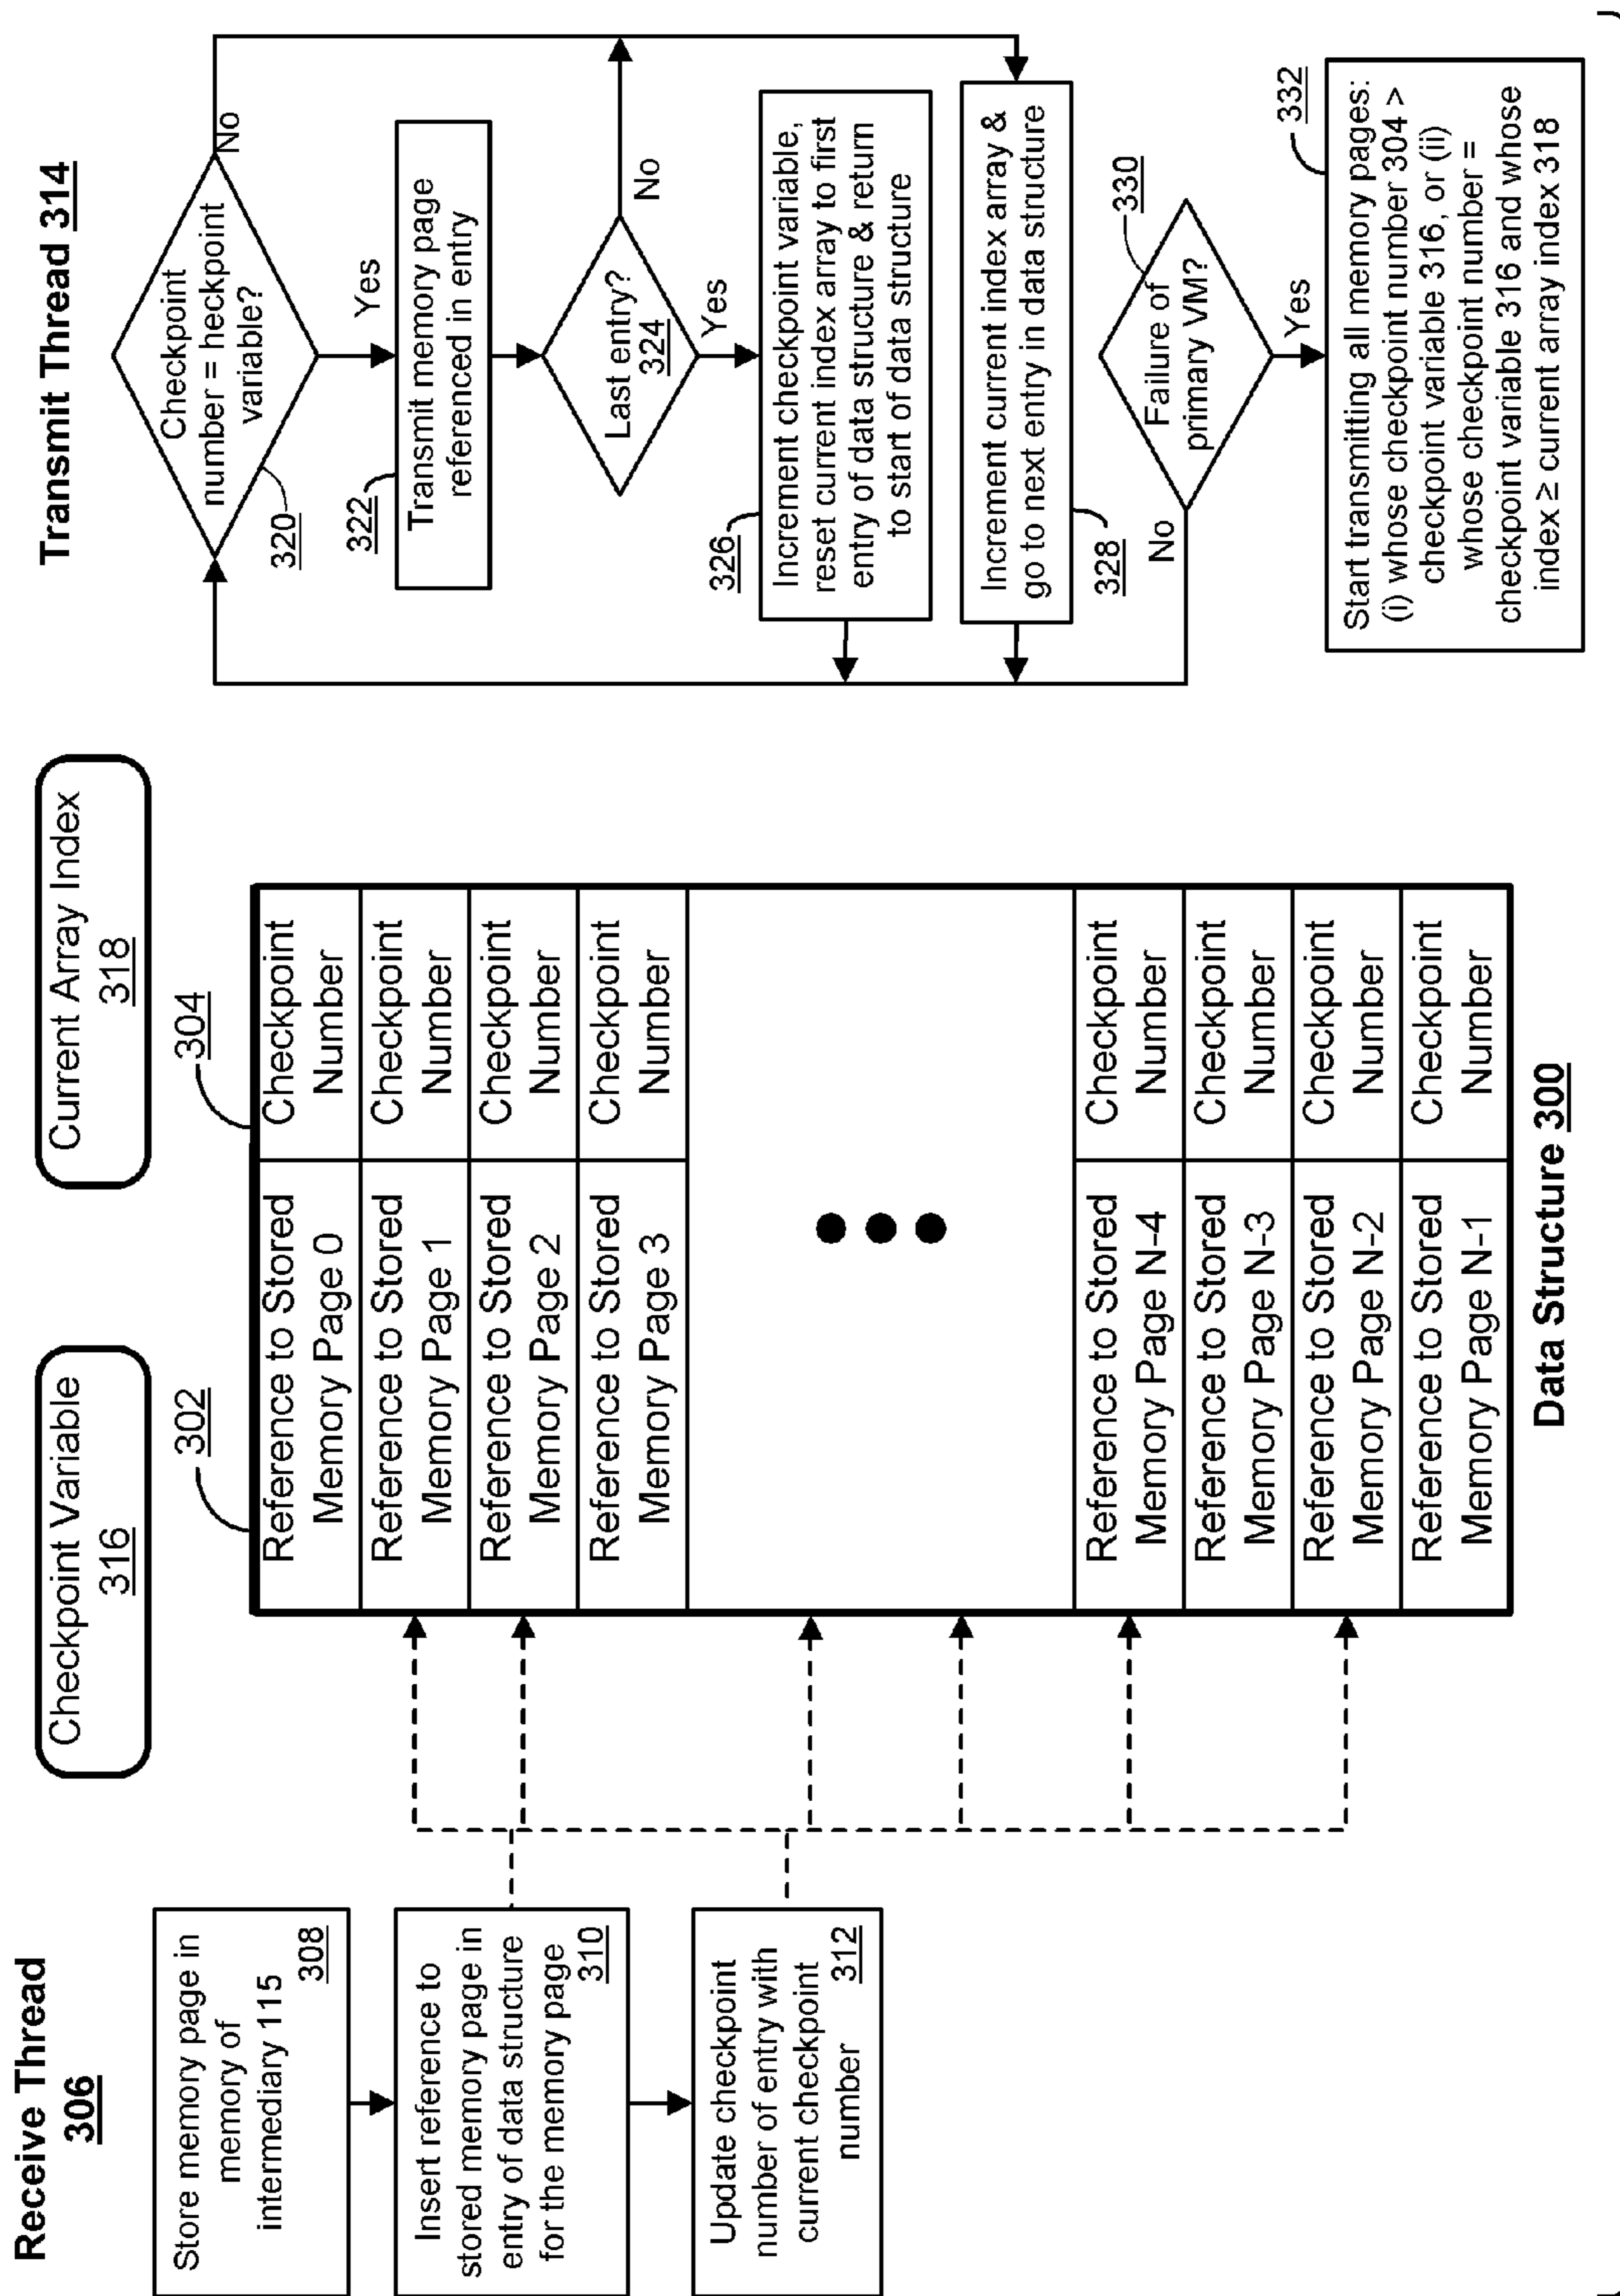 Receive Thread
306
Store memory page in
memory of
intermediary 115
308
Insert reference to
stored memory page in
entry of data structure
for the memory page
310
Update checkpoint
number of entry with
current checkpoint
number
312
Checkpoint Variable
316
Current Array Index
318
302
304
Reference to Stored
Memory Page 0
Checkpoint
Number
Reference to Stored
Memory Page 1
Checkpoint
Number
Reference to Stored
Memory Page 2
Checkpoint
Number
Reference to Stored
Memory Page 3
Checkpoint
Number
Reference to Stored
Memory Page N-4
Checkpoint
Number
Reference to Stored
Memory Page N-3
Checkpoint
Number
Reference to Stored
Memory Page N-2
Checkpoint
Number
Reference to Stored
Memory Page N-1
Checkpoint
Number
Data Structure 300
Transmit Thread 314
Checkpoint
number = heckpoint
variable?
320
No
Yes
322
Transmit memory page
referenced in entry
Last entry?
324
No
Yes
326
Increment checkpoint variable,
reset current index array to first
entry of data structure & return
to start of data structure
Increment current index array &
go to next entry in data structure
328
Failure of
primary VM?
330
No
Yes
332
Start transmitting all memory pages:
(i) whose checkpoint number 304 >
checkpoint variable 316, or (ii)
whose checkpoint number =
checkpoint variable 316 and whose
index ≥ current array index 318